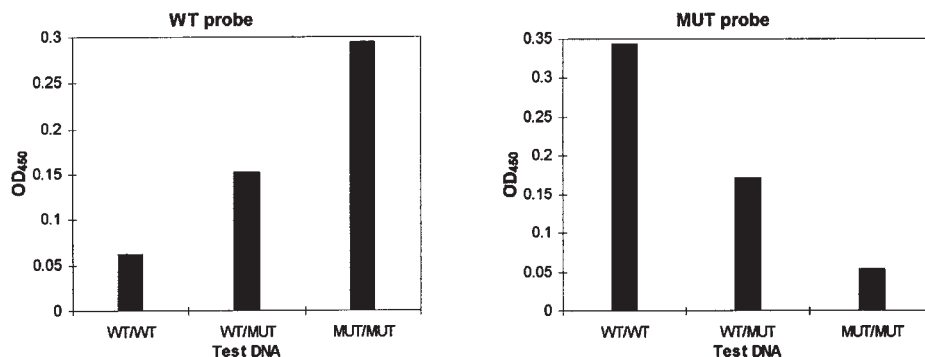 WT probe
0.3
0.25
0.2
0.15
0.1
0.05
0
OD450
WT/WT WT/MUT MUT/MUT
Test DNA
MUT probe
0.35
0.3
0.25
0.2
0.15
0.1
0.05
0
OD450
WT/WT WT/MUT MUT/MUT
Test DNA